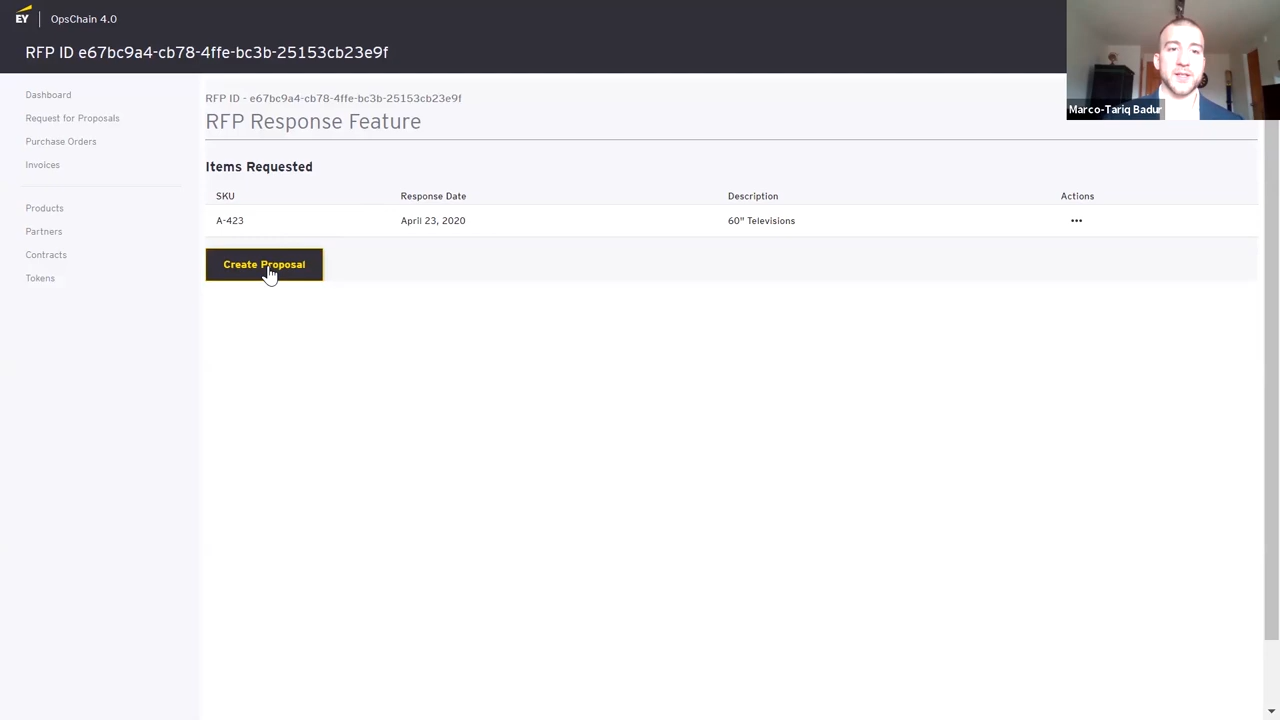 EY
OpsChain 4.0
RFP ID e67bc9a4-cb78-4ffe-bc3b-25153cb23e9f
Marco-Tariq Badur
Dashboard
Request for Proposals
Purchase Orders
Invoices
Products
Partners
Contracts
Tokens
RFP ID - e67bc9a4-cb78-4ffe-bc3b-25153cb23e9f
RFP Response Feature
Items Requested
SKU Response Date Description Actions
A-423 April 23, 2020 60" Televisions •••
Create Proposal